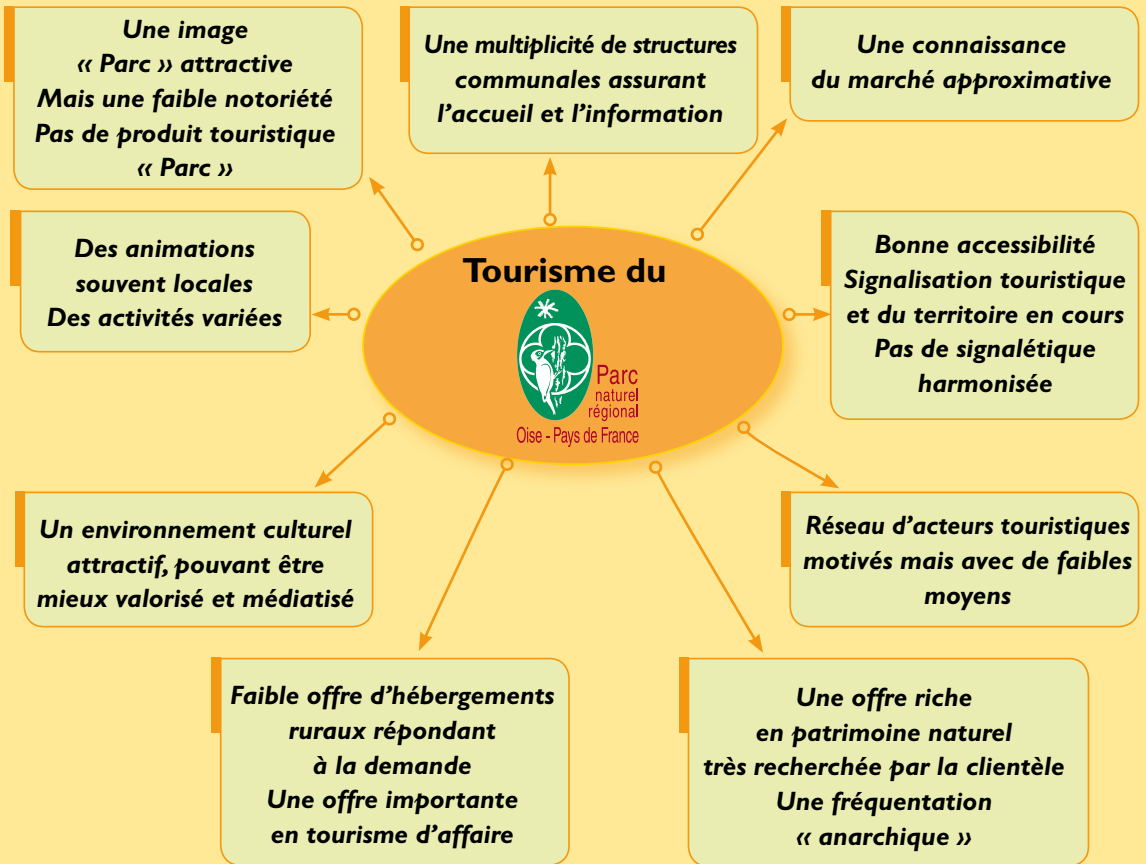 Une image
« Parc » attractive
Mais une faible notoriété
Pas de produit touristique
« Parc »
Une multiplicité de structures
communales assurant
l’accueil et l’information
Une connaissance
du marché approximative
Des animations
souvent locales
Des activités variées
Tourisme du
Parc
naturel
régional
Oise - Pays de France
Bonne accessibilité
Signalisation touristique
et du territoire en cours
Pas de signalétique
harmonisée
Un environnement culturel
attractif, pouvant être
mieux valorisé et médiatisé
Réseau d’acteurs touristiques
motivés mais avec de faibles
moyens
Faible offre d’hébergements
ruraux répondant
à la demande
Une offre importante
en tourisme d’affaire
Une offre riche
en patrimoine naturel
très recherchée par la clientèle
Une fréquentation
« anarchique »